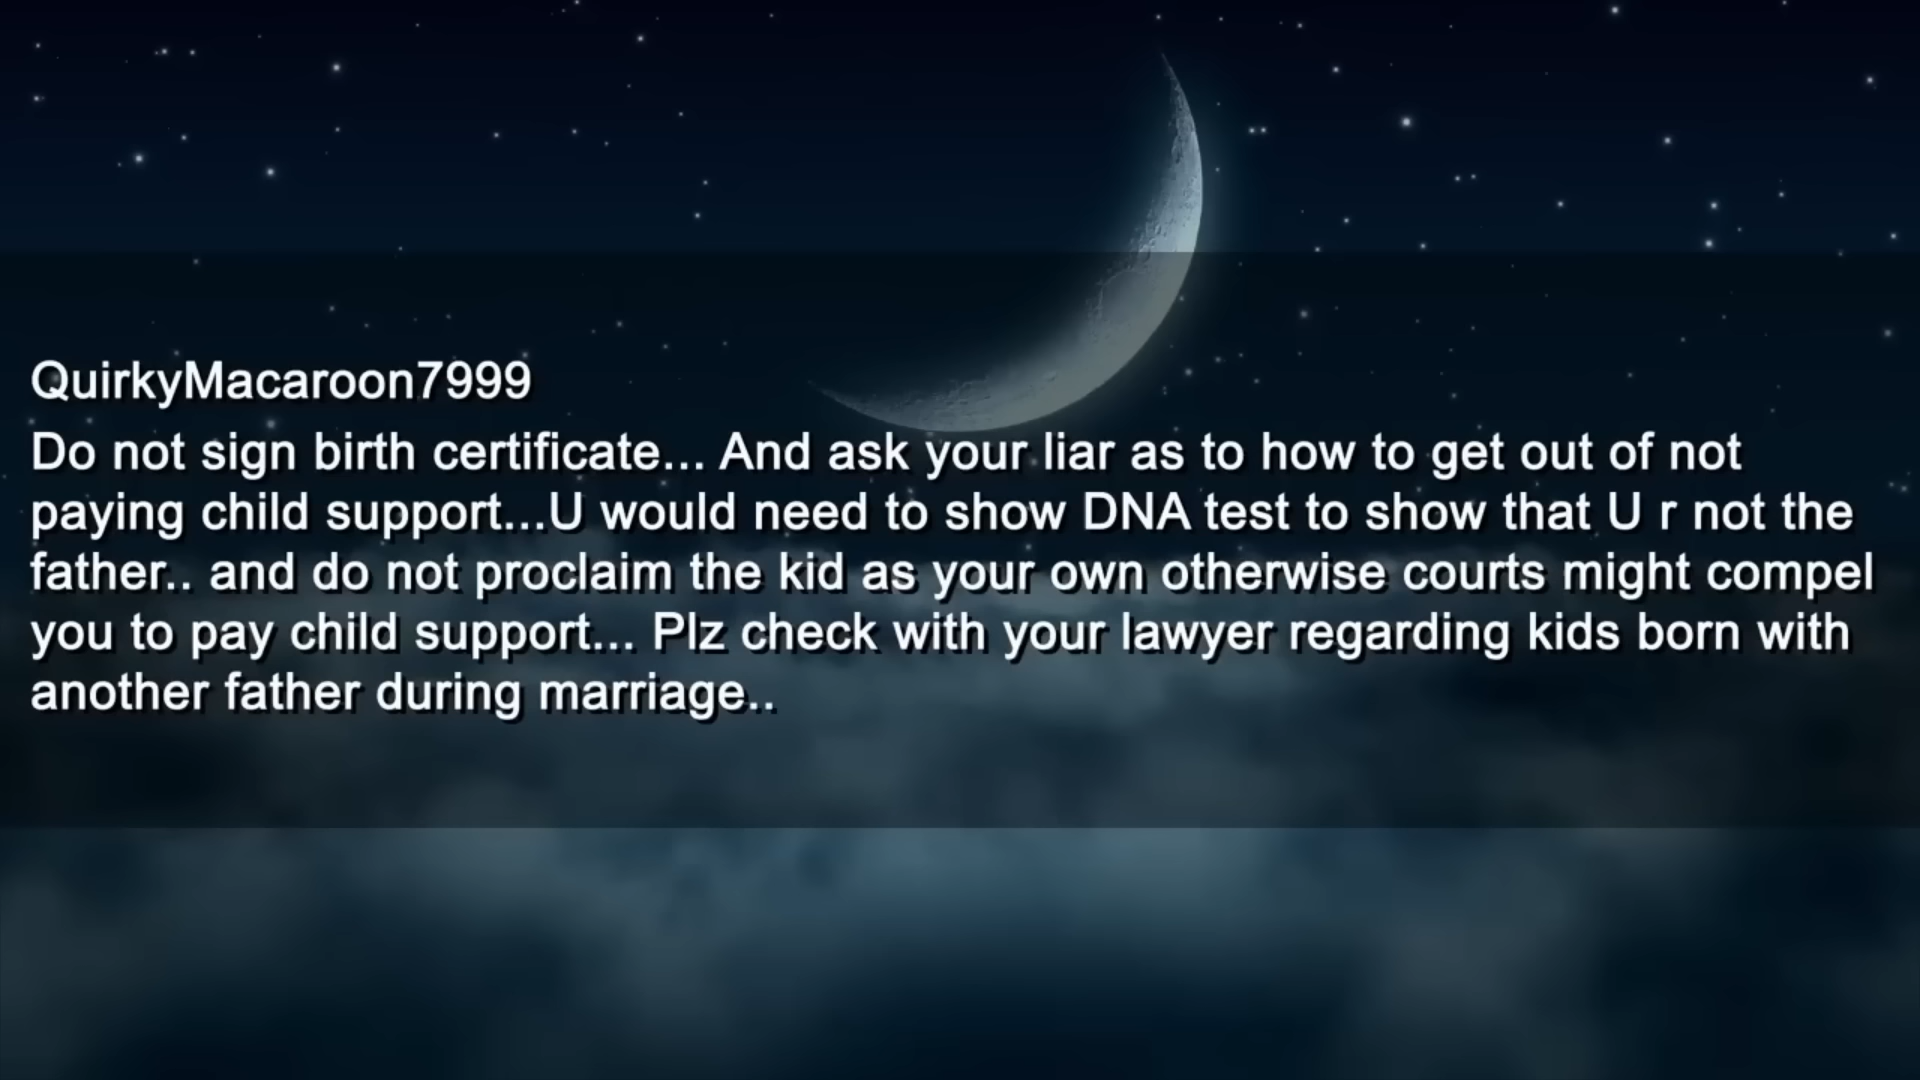 QuirkyMacaroon7999
Do not sign birth certificate... And ask your liar as to how to get out of not
paying child support...U would need to show DNA test to show that U r not the
father.. and do not proclaim the kid as your own otherwise courts might compel
you to pay child support... Plz check with your lawyer regarding kids born with
another father during marriage..